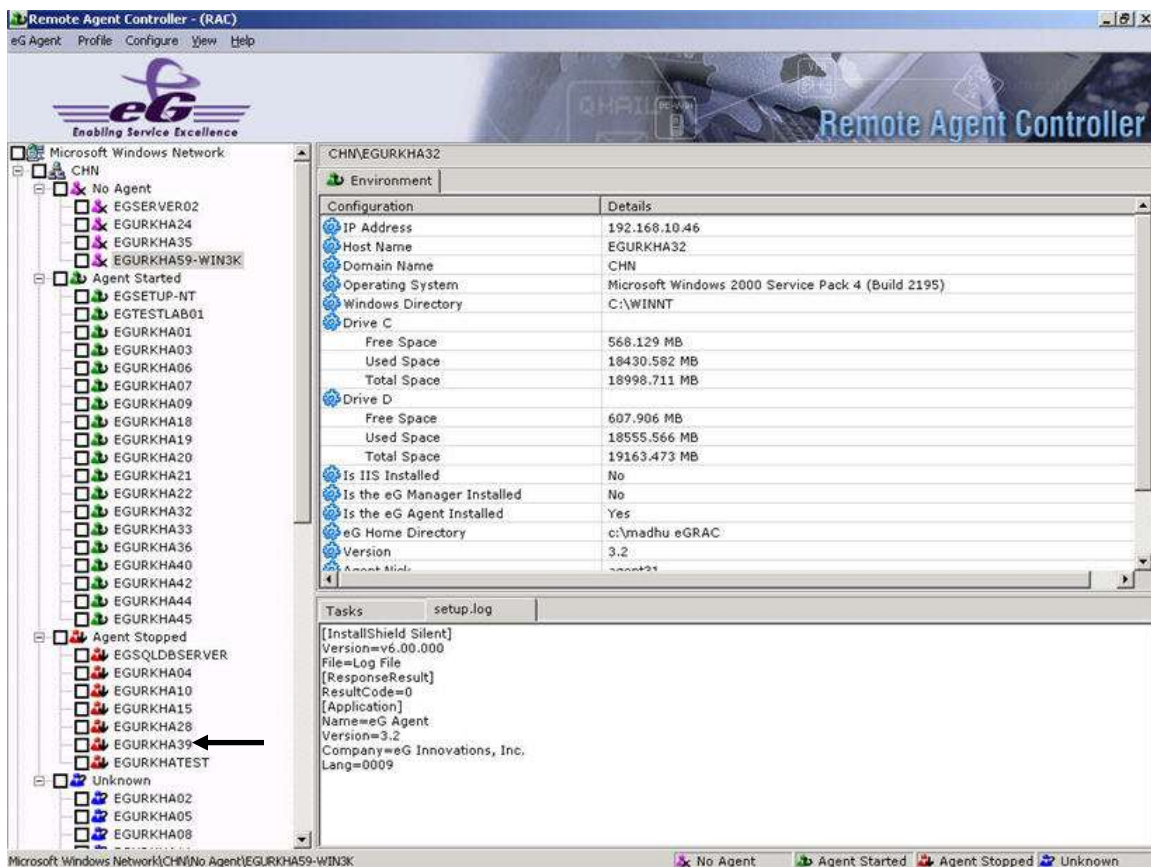 Remote Agent Controller - (RAC)
eG Agent Profile Configure View Help
eG
Enabling Service Excellence
Remote Agent Controller
Microsoft Windows Network
CHN
No Agent
EGSERVER02
EGURKHA24
EGURKHA35
EGURKHA59-WIN3K
Agent Started
EGSETUP-NT
EGTESTLAB01
EGURKHA01
EGURKHA03
EGURKHA06
EGURKHA07
EGURKHA09
EGURKHA18
EGURKHA19
EGURKHA20
EGURKHA21
EGURKHA22
EGURKHA32
EGURKHA33
EGURKHA36
EGURKHA40
EGURKHA42
EGURKHA44
EGURKHA45
Agent Stopped
EGSQLDBSERVER
EGURKHA04
EGURKHA10
EGURKHA15
EGURKHA28
EGURKHA39
EGURKHATEST
Unknown
EGURKHA02
EGURKHA05
EGURKHA08
CHN\EGURKHA32
Environment
Configuration Details
IP Address 192.168.10.46
Host Name EGURKHA32
Domain Name CHN
Operating System Microsoft Windows 2000 Service Pack 4 (Build 2195)
Windows Directory C:\WINNT
Drive C
Free Space 568.129 MB
Used Space 18430.582 MB
Total Space 18998.711 MB
Drive D
Free Space 607.906 MB
Used Space 18555.566 MB
Total Space 19163.473 MB
Is IIS Installed No
Is the eG Manager Installed No
Is the eG Agent Installed Yes
eG Home Directory c:\madhu eGRAC
Version 3.2
Agent Nick agent31
Tasks setup.log
[InstallShield Silent]
Version=v6.00.000
File=Log File
[ResponseResult]
ResultCode=0
[Application]
Name=eG Agent
Version=3.2
Company=eG Innovations, Inc.
Lang=0009
Microsoft Windows Network\CHN\No Agent\EGURKHA59-WIN3K
No Agent Agent Started Agent Stopped Unknown